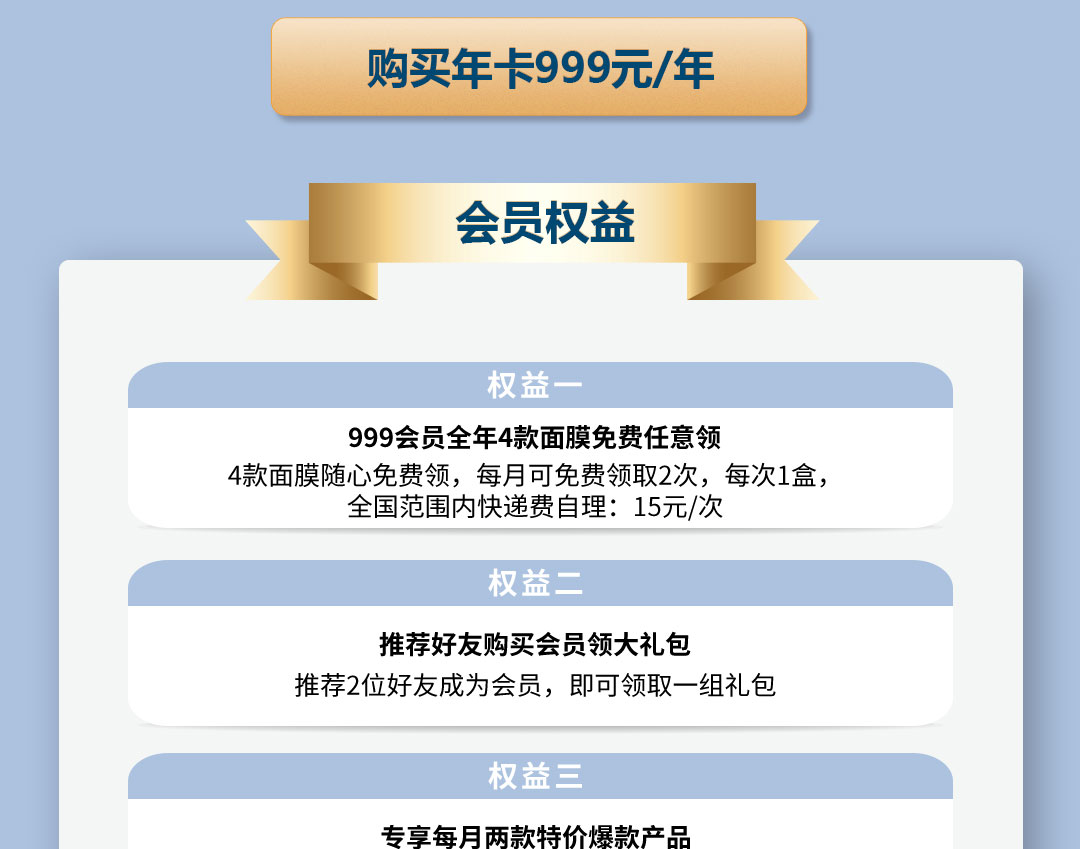 购买年卡999元/年
会员权益
权益一
999会员全年4款面膜免费任意领
4款面膜随心免费领，每月可免费领取2次，每次1盒，
全国范围内快递费自理：15元/次
权益二
推荐好友购买会员领大礼包
推荐2位好友成为会员，即可领取一组礼包
权益三
专享每月两款特价爆款产品